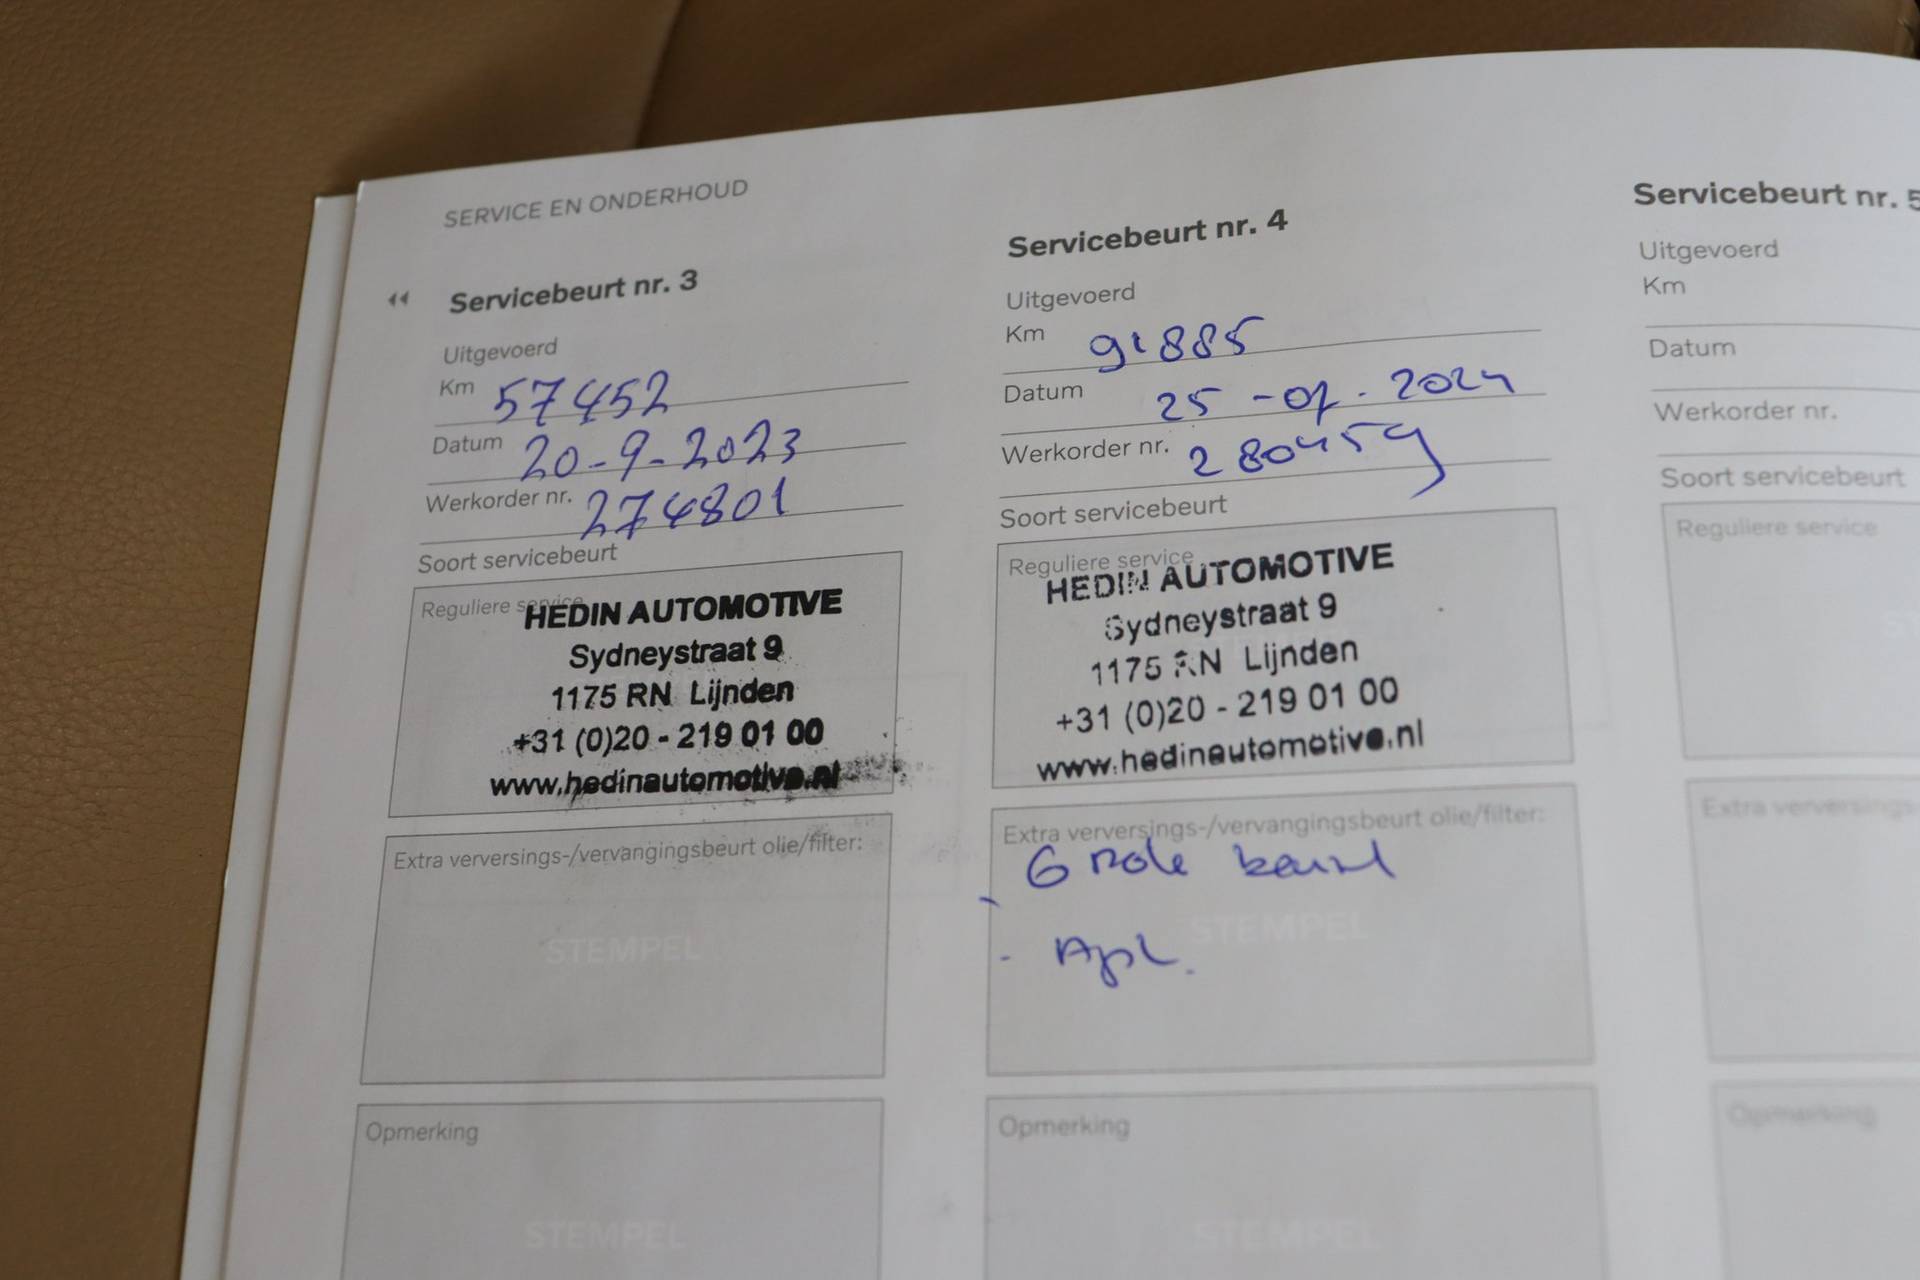 SERVICE EN ONDERHOUD
Servicebeurt nr. 3
Uitgevoerd
Km 57452
Datum 20-9-2023
Werkorder nr. 274801
Soort servicebeurt
Reguliere service
HEDIN AUTOMOTIVE
Sydneystraat 9
1175 RN Lijnden
+31 (0)20 - 219 01 00
www.hedinautomotive.nl
Extra verversings-/vervangingsbeurt olie/filter:
STEMPEL
Opmerking
STEMPEL
Servicebeurt nr. 4
Uitgevoerd
Km 91885
Datum 25-07-2024
Werkorder nr. 280459
Soort servicebeurt
Reguliere service
HEDIN AUTOMOTIVE
Sydneystraat 9
1175 RN Lijnden
+31 (0)20 - 219 01 00
www.hedinautomotive.nl
Extra verversings-/vervangingsbeurt olie/filter:
- Grote beurt
STEMPEL
- Apk.
Opmerking
STEMPEL
Servicebeurt nr. 5
Uitgevoerd
Km
Datum
Werkorder nr.
Soort servicebeurt
Reguliere service
Extra verversings-
Opmerking